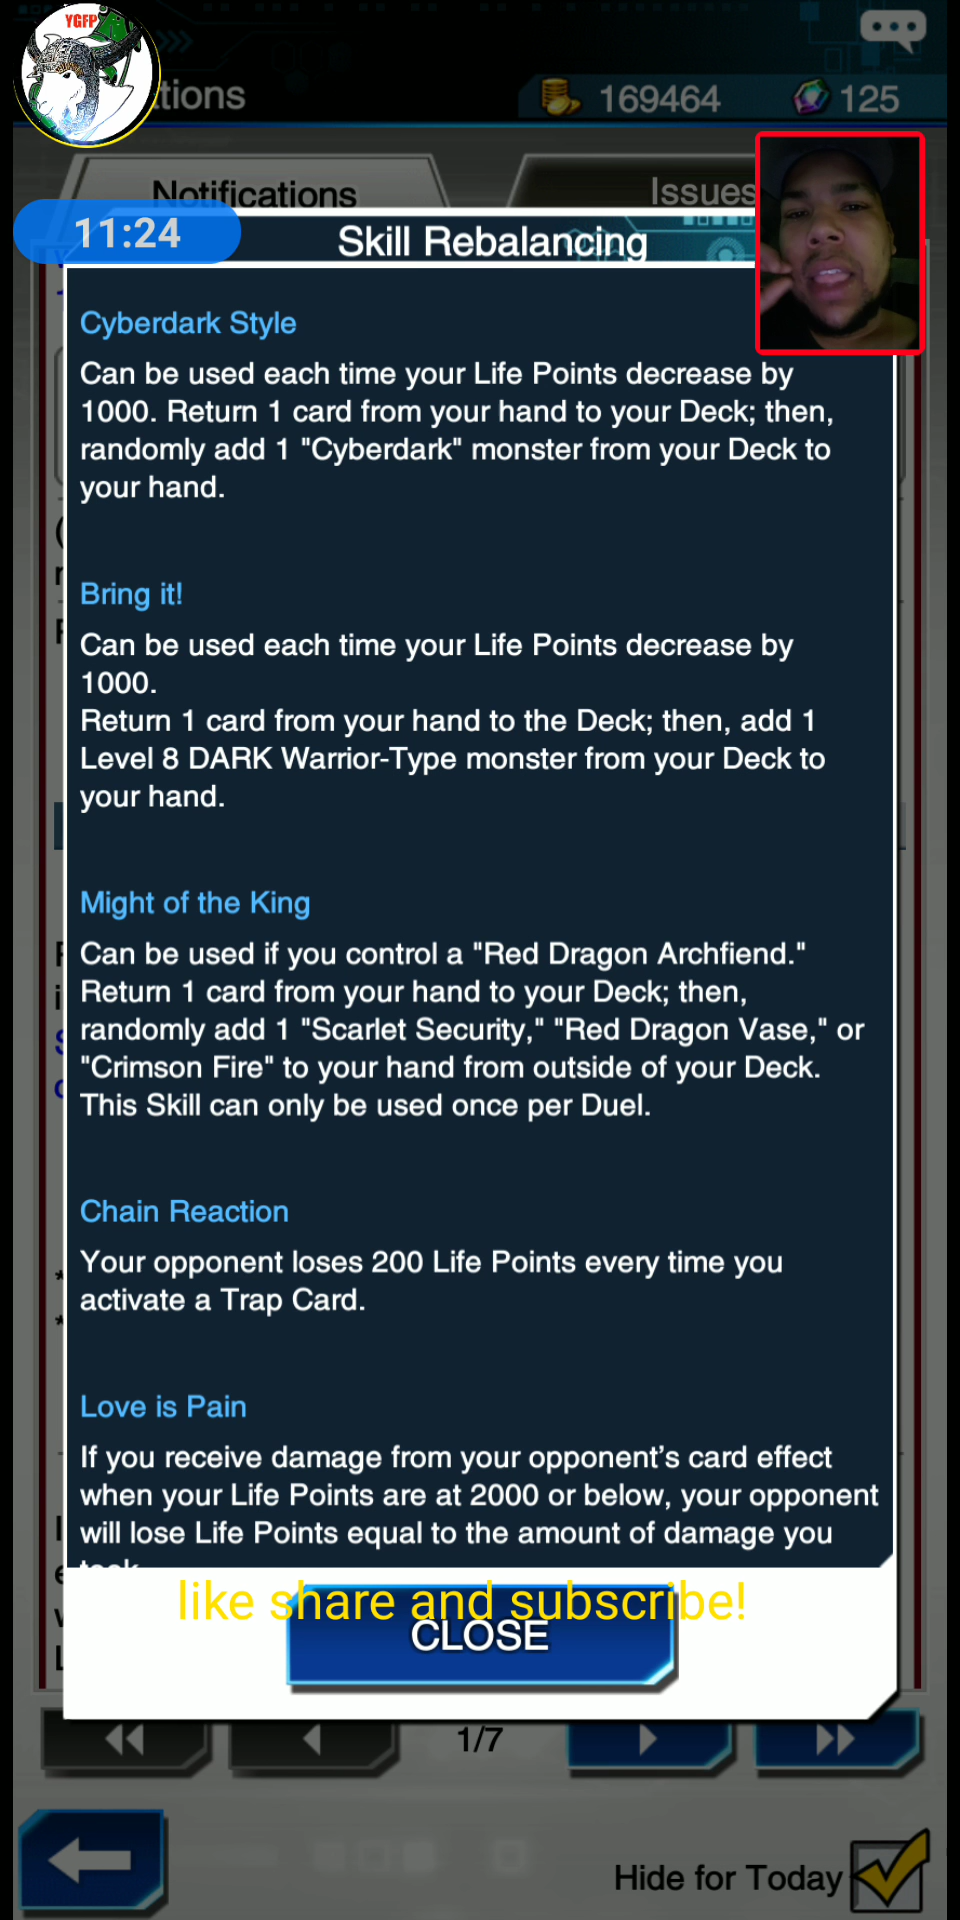 YGFP
ations
169464
125
Notifications
Issues
11:24
Skill Rebalancing
Cyberdark Style
Can be used each time your Life Points decrease by
1000. Return 1 card from your hand to your Deck; then,
randomly add 1 "Cyberdark" monster from your Deck to
your hand.
Bring it!
Can be used each time your Life Points decrease by
1000.
Return 1 card from your hand to the Deck; then, add 1
Level 8 DARK Warrior-Type monster from your Deck to
your hand.
Might of the King
Can be used if you control a "Red Dragon Archfiend."
Return 1 card from your hand to your Deck; then,
randomly add 1 "Scarlet Security," "Red Dragon Vase," or
"Crimson Fire" to your hand from outside of your Deck.
This Skill can only be used once per Duel.
Chain Reaction
Your opponent loses 200 Life Points every time you
activate a Trap Card.
Love is Pain
If you receive damage from your opponent’s card effect
when your Life Points are at 2000 or below, your opponent
will lose Life Points equal to the amount of damage you
like share and subscribe!
CLOSE
1/7
Hide for Today